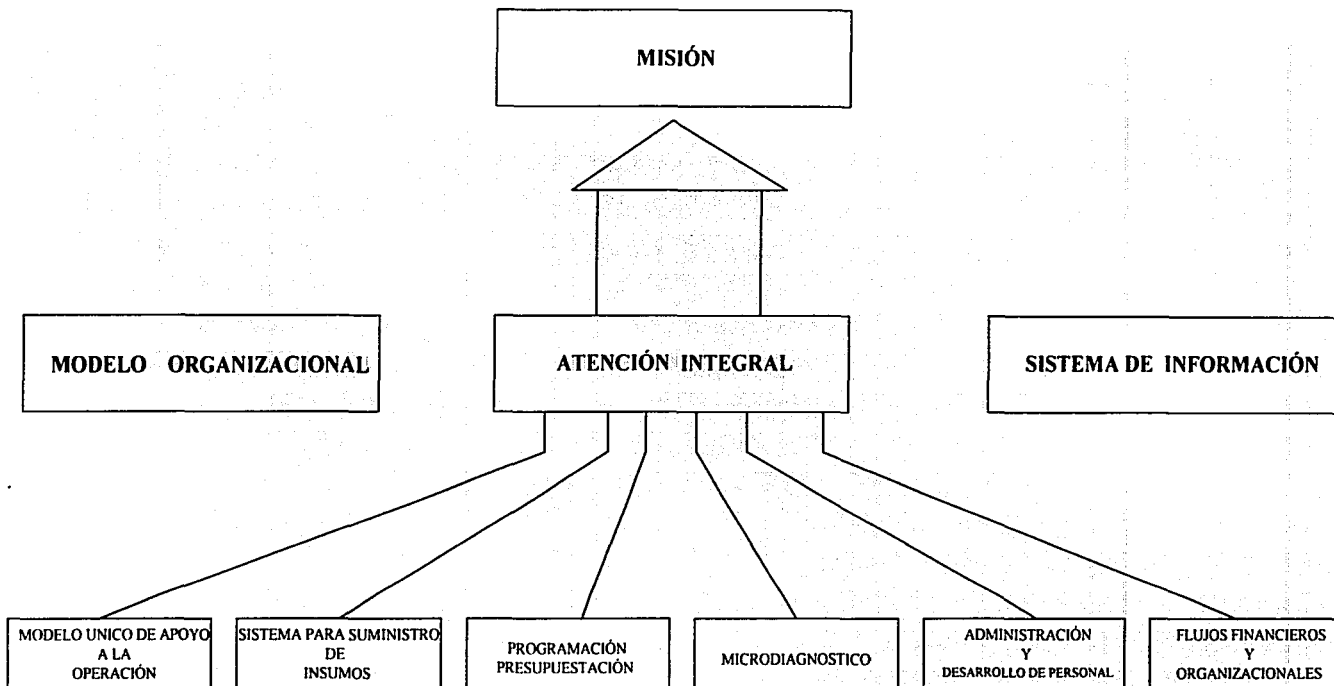 MISIÓN
MODELO ORGANIZACIONAL
ATENCIÓN INTEGRAL
SISTEMA DE INFORMACIÓN
MODELO UNICO DE APOYO
A LA
OPERACIÓN
SISTEMA PARA SUMINISTRO
DE
INSUMOS
PROGRAMACIÓN
PRESUPUESTACIÓN
MICRODIAGNOSTICO
ADMINISTRACIÓN
Y
DESARROLLO DE PERSONAL
FLUJOS FINANCIEROS
Y
ORGANIZACIONALES